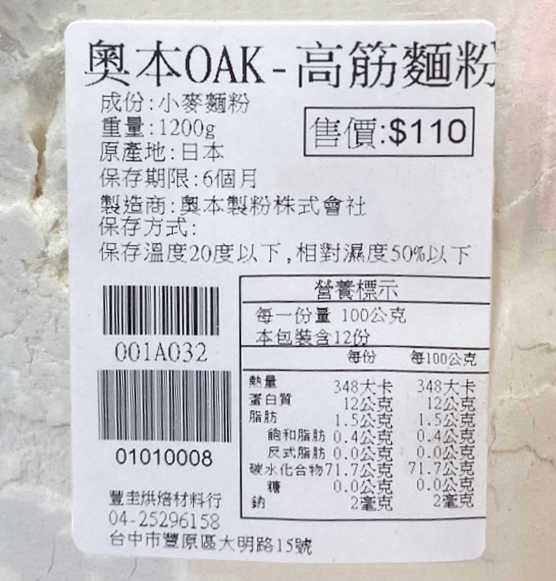 奧本OAK-高筋麵粉
成份:小麥麵粉
重量:1200g
售價:$110
原產地:日本
保存期限:6個月
製造商:奧本製粉株式會社
保存方式:
保存溫度20度以下,相對濕度50%以下
001A032
01010008
豐圭烘焙材料行
04-25296158
台中市豐原區大明路15號
營養標示
每一份量 100公克
本包裝含12份
每份 每100公克
熱量 348大卡 348大卡
蛋白質 12公克 12公克
脂肪 1.5公克 1.5公克
飽和脂肪 0.4公克 0.4公克
反式脂肪 0.0公克 0.0公克
碳水化合物71.7公克 71.7公克
糖 0.0公克 0.0公克
鈉 2毫克 2毫克